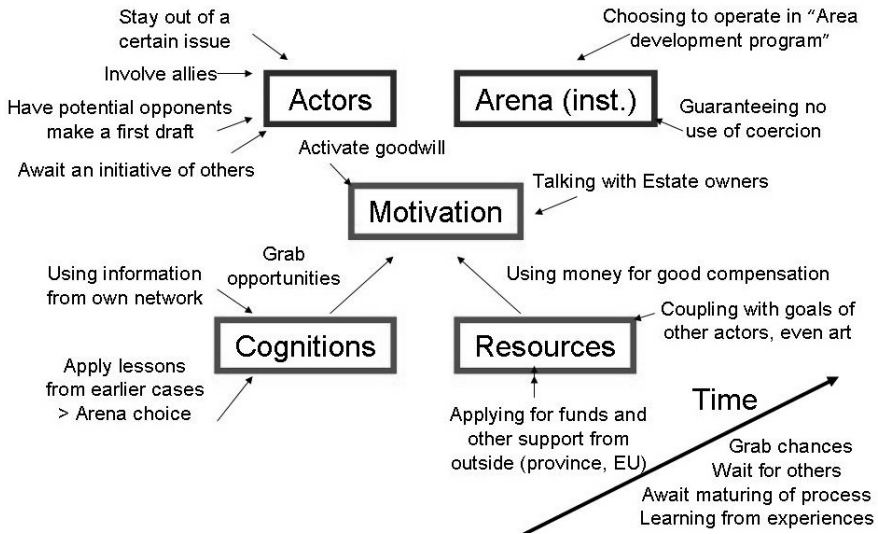 Stay out of a
certain issue
Choosing to operate in “Area
development program”
Involve allies
Actors
Arena (inst.)
Have potential opponents
make a first draft
Guaranteeing no
use of coercion
Await an initiative of others
Activate goodwill
Talking with Estate owners
Motivation
Grab
opportunities
Using information
from own network
Using money for good compensation
Coupling with goals of
other actors, even art
Cognitions
Resources
Apply lessons
from earlier cases
> Arena choice
Applying for funds and
other support from
outside (province, EU)
Time
Grab chances
Wait for others
Await maturing of process
Learning from experiences